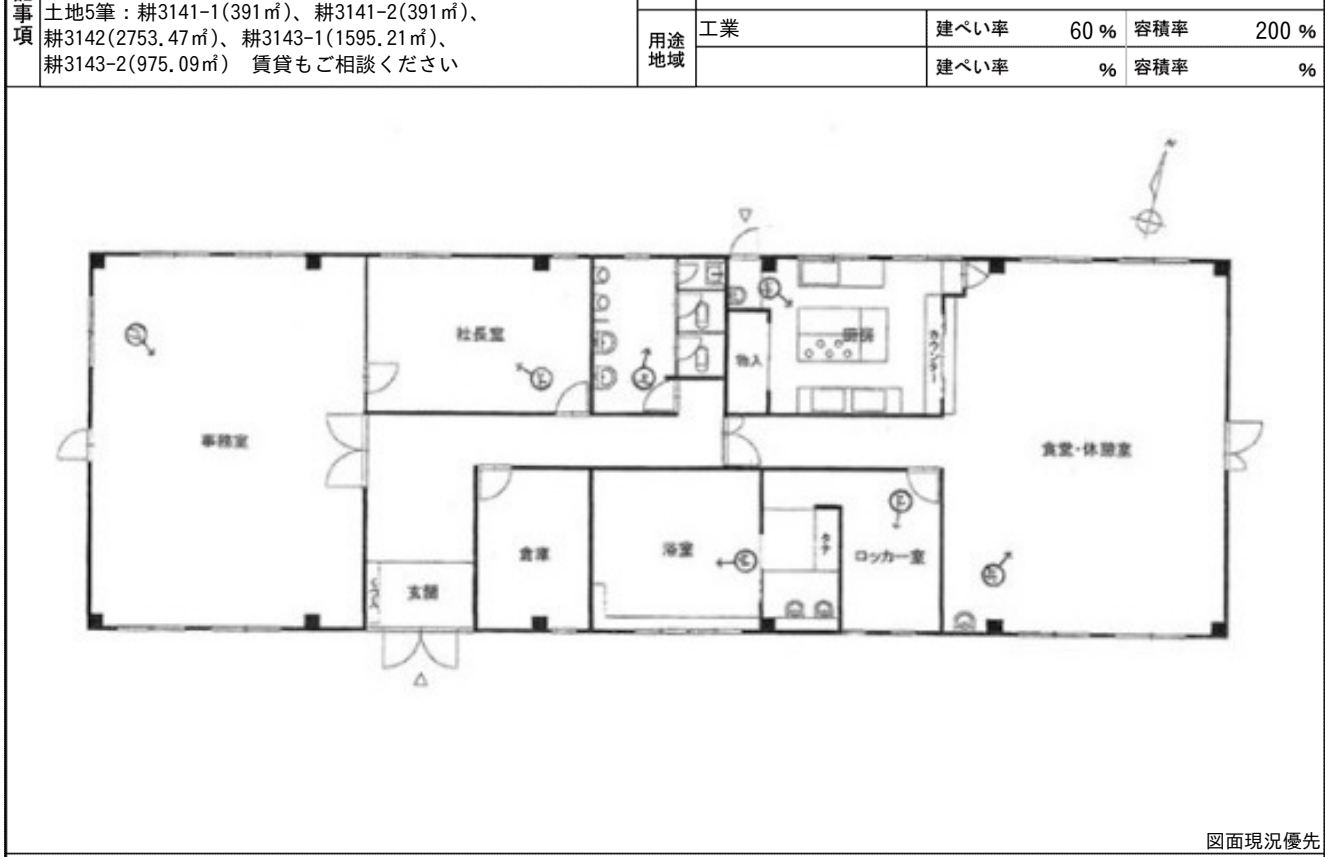 事項
土地5筆：耕3141-1(391㎡)、耕3141-2(391㎡)、
耕3142(2753.47㎡)、耕3143-1(1595.21㎡)、
耕3143-2(975.09㎡)　賃貸もご相談ください
用途地域
工業
建ぺい率 60 % 容積率 200 %
建ぺい率 % 容積率 %
N
社長室
厨房
物入
カウンター
事務室
食堂・休憩室
倉庫
浴室
タナ
ロッカー室
玄関
図面現況優先